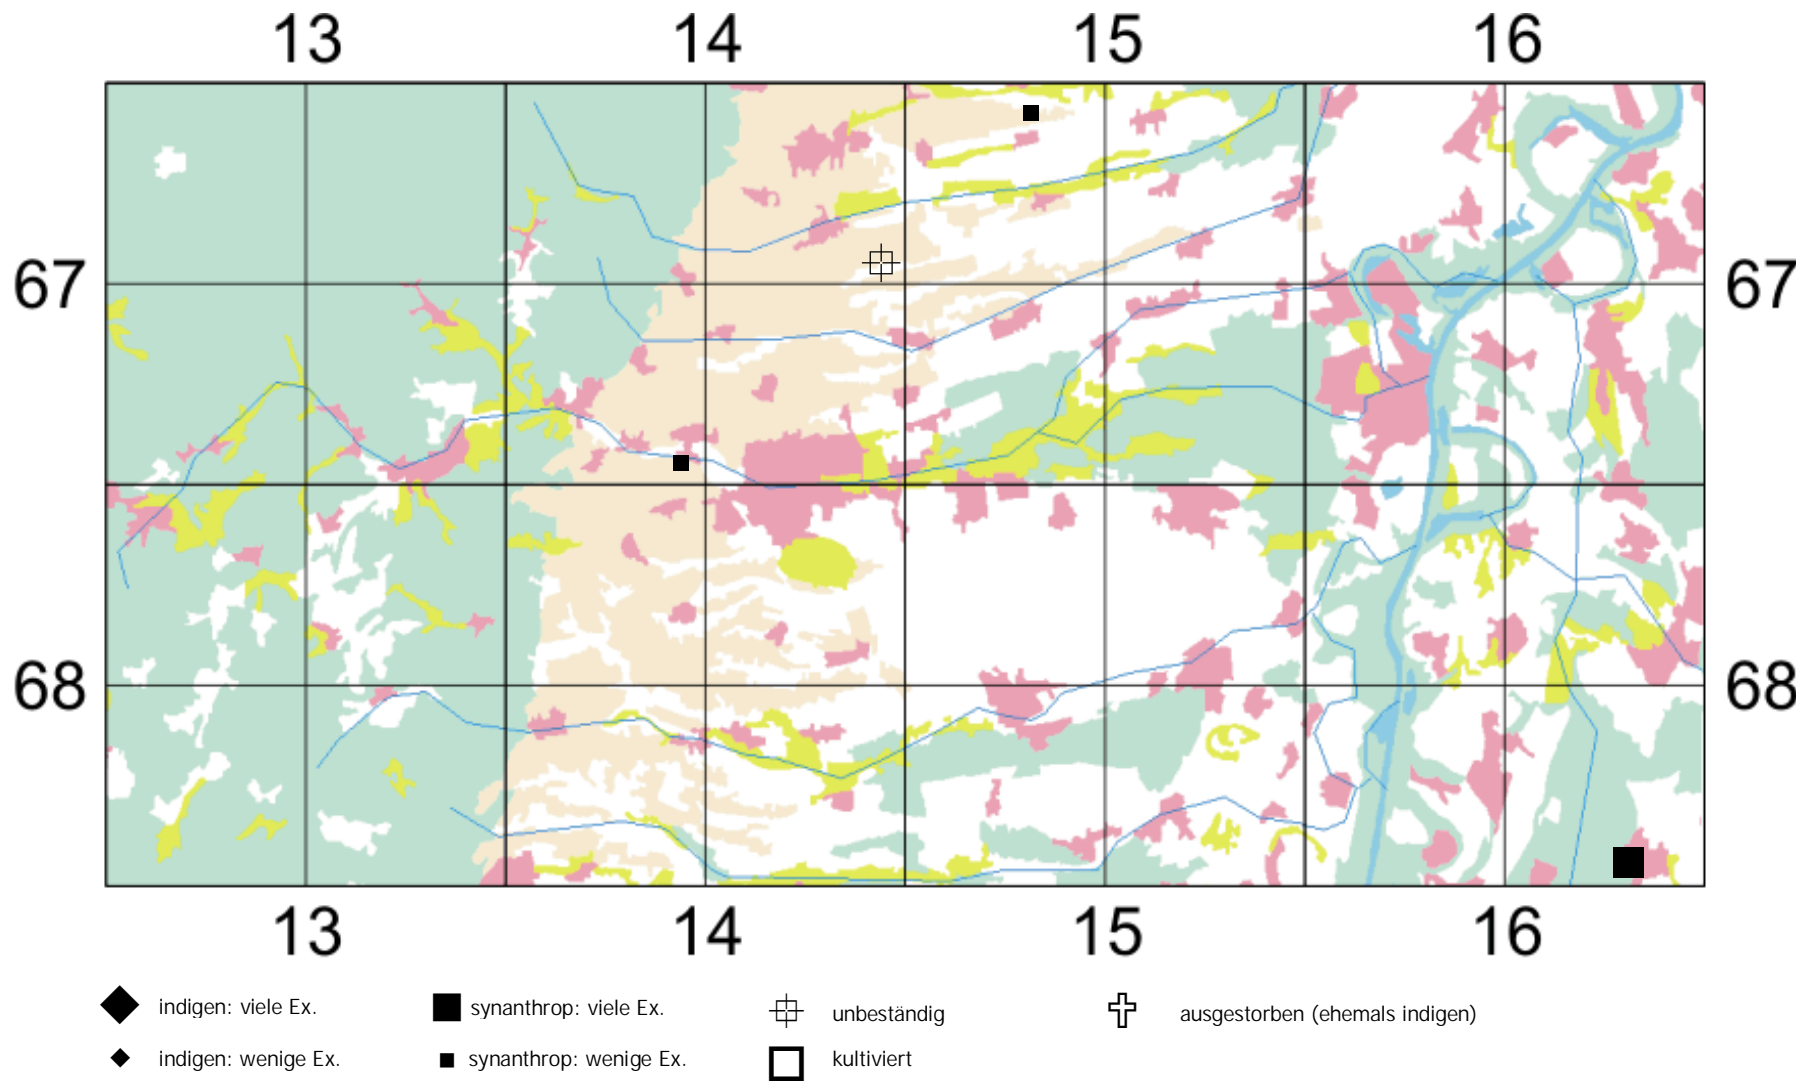 13 14 15 16
67 67
68 68
13 14 15 16
indigen: viele Ex. synanthrop: viele Ex. unbeständig ausgestorben (ehemals indigen)
indigen: wenige Ex. synanthrop: wenige Ex. kultiviert